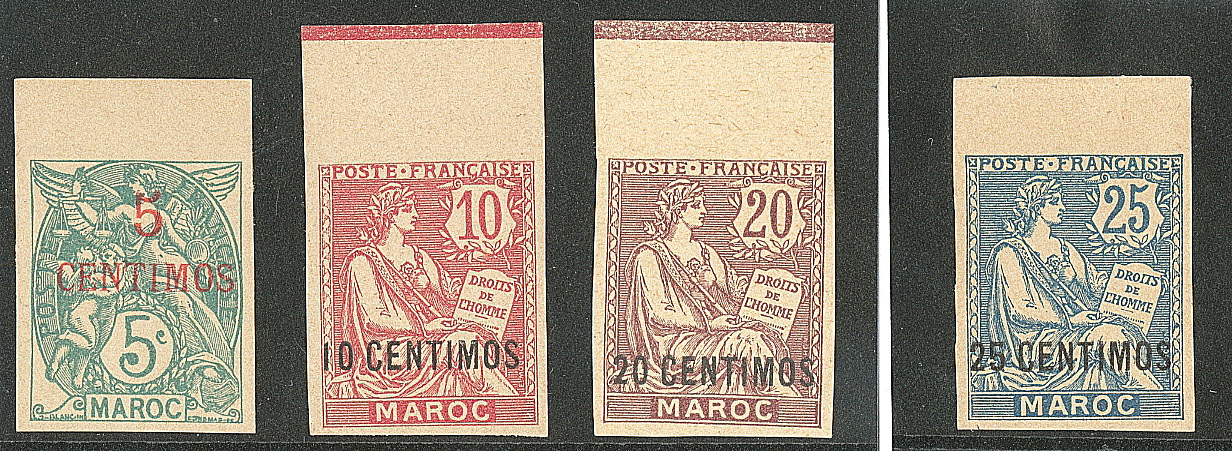 5
CENTIMOS
5c
MAROC
POSTE·FRANÇAISE
10
DROITS
DE
L'HOMME
10 CENTIMOS
MAROC
POSTE·FRANÇAISE
20
DROITS
DE
L'HOMME
20 CENTIMOS
MAROC
POSTE·FRANÇAISE
25
DROITS
DE
L'HOMME
25 CENTIMOS
MAROC